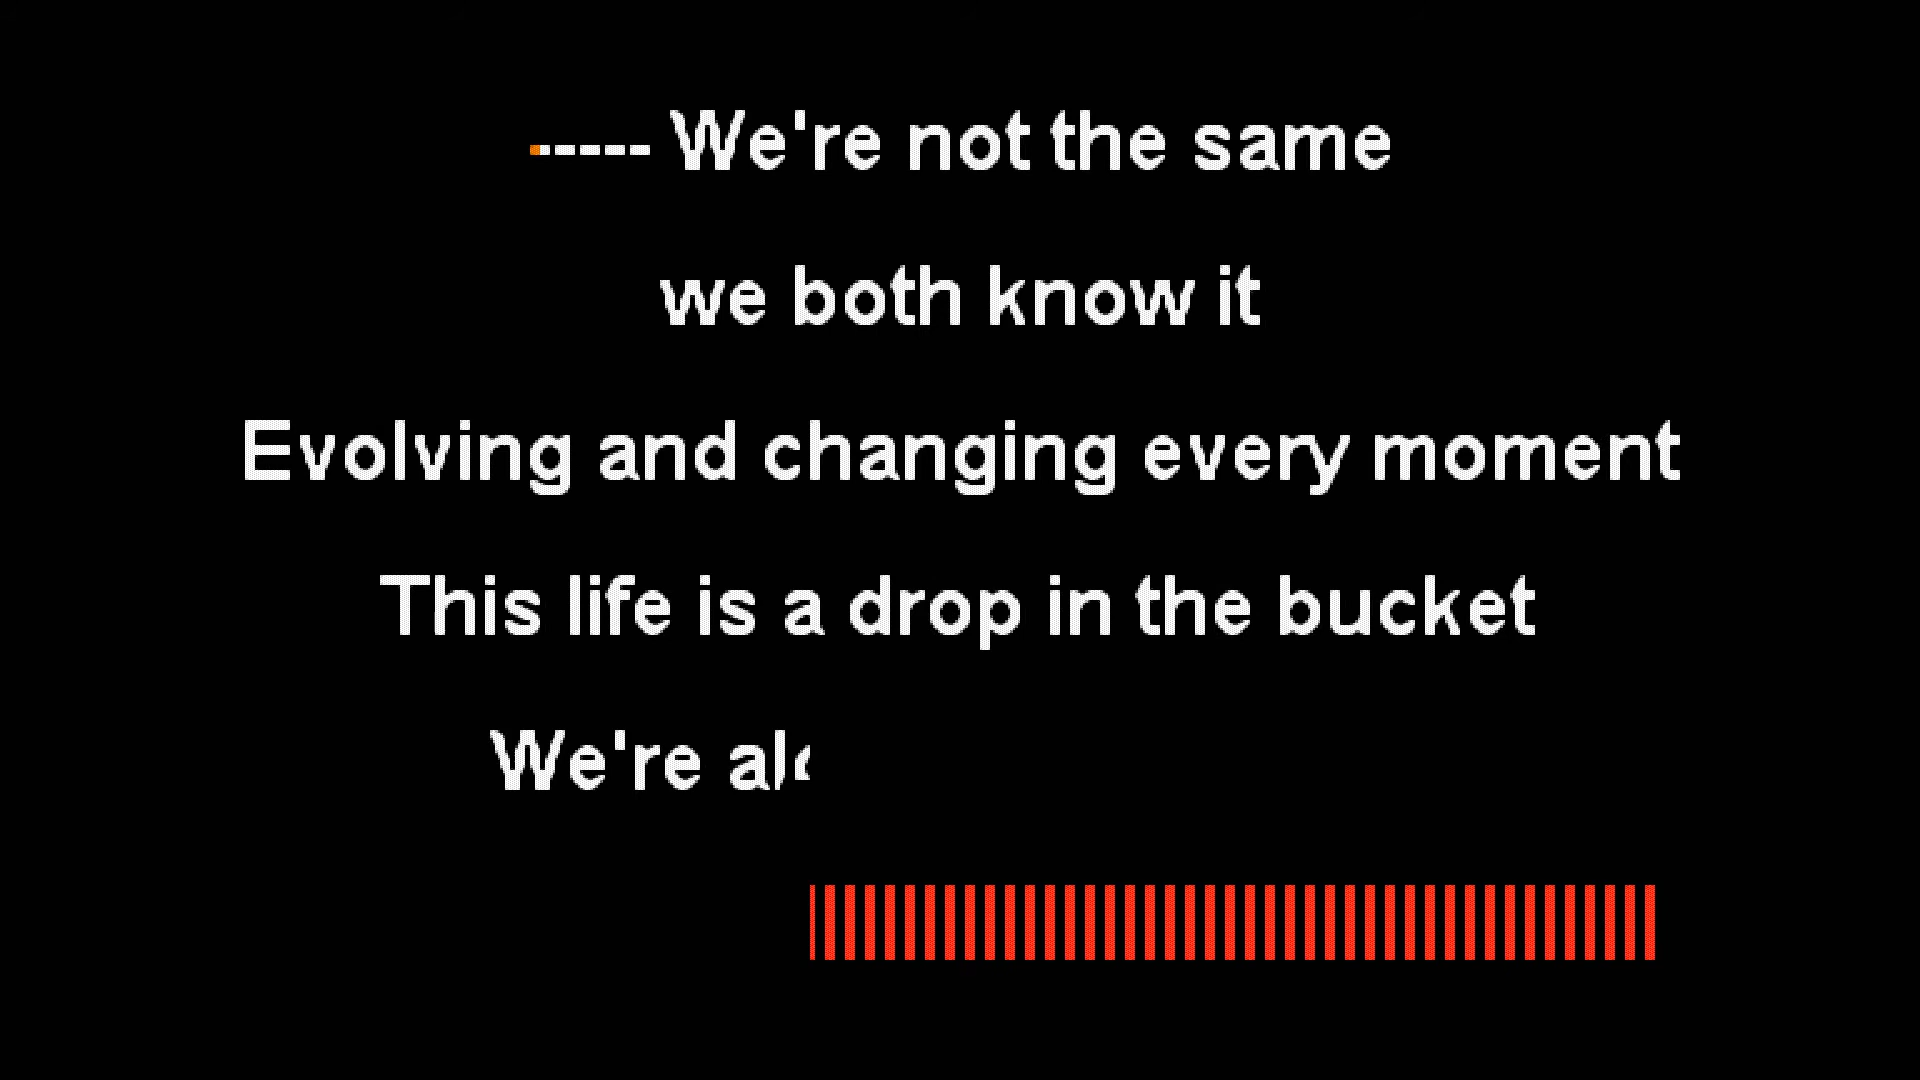 ----- We're not the same
we both know it
Evolving and changing every moment
This life is a drop in the bucket
We're